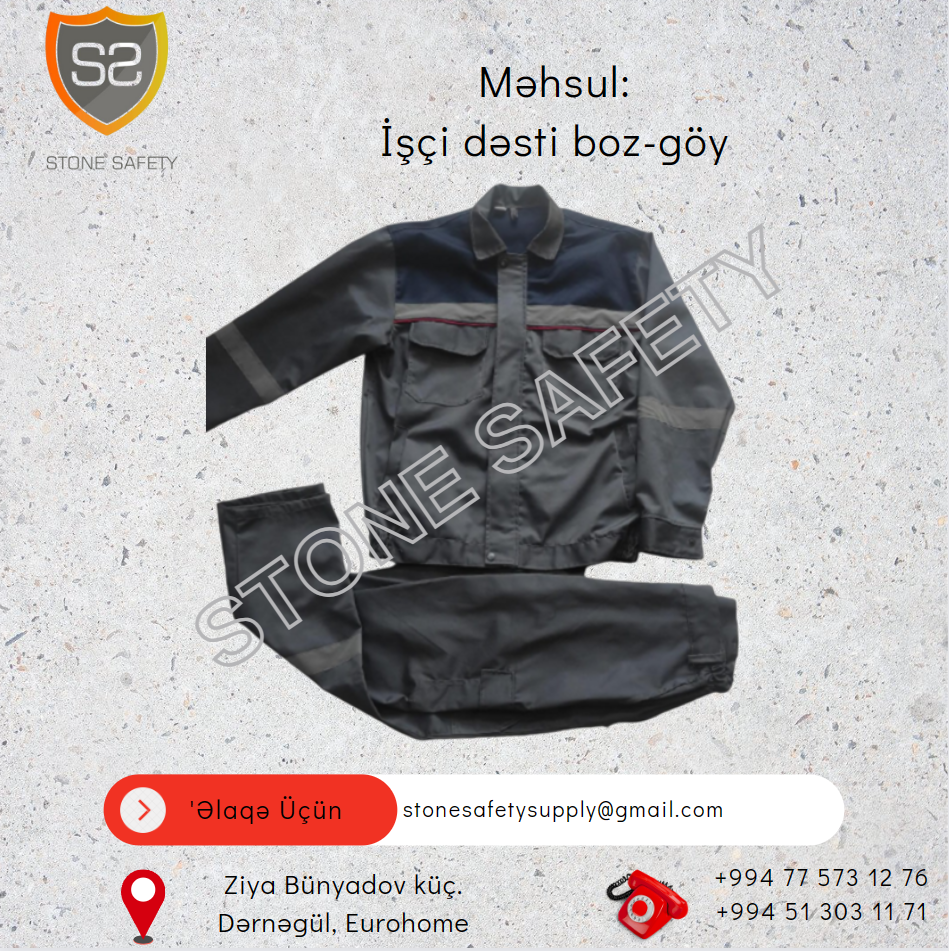 SS
STONE SAFETY
Məhsul:
İşçi dəsti boz-göy
STONE SAFETY
'Əlaqə Üçün
stonesafetysupply@gmail.com
Ziya Bünyadov küç.
Dərnəgül, Eurohome
+994 77 573 12 76
+994 51 303 11 71